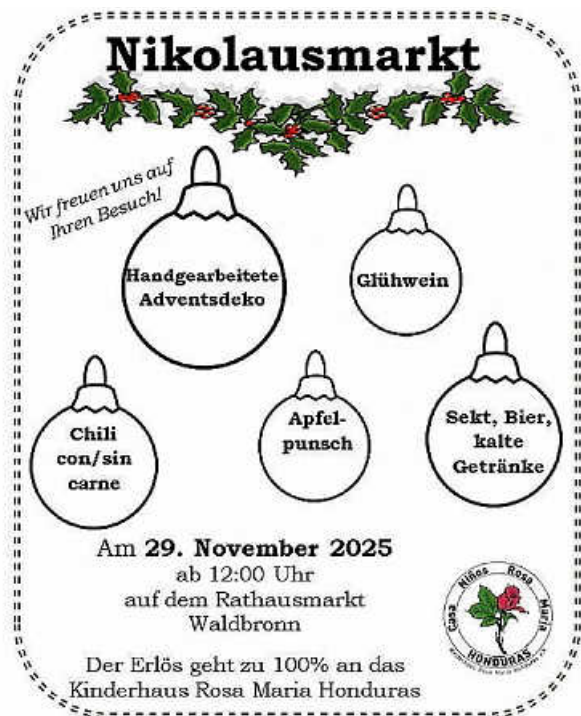 Nikolausmarkt
Wir freuen uns auf
Ihren Besuch!
Handgearbeitete
Adventsdeko
Glühwein
Chili
con/sin
carne
Apfel-
punsch
Sekt, Bier,
kalte
Getränke
Am 29. November 2025
ab 12:00 Uhr
auf dem Rathausmarkt
Waldbronn
Der Erlös geht zu 100% an das
Kinderhaus Rosa Maria Honduras
Casa Niños Rosa Maria
HONDURAS